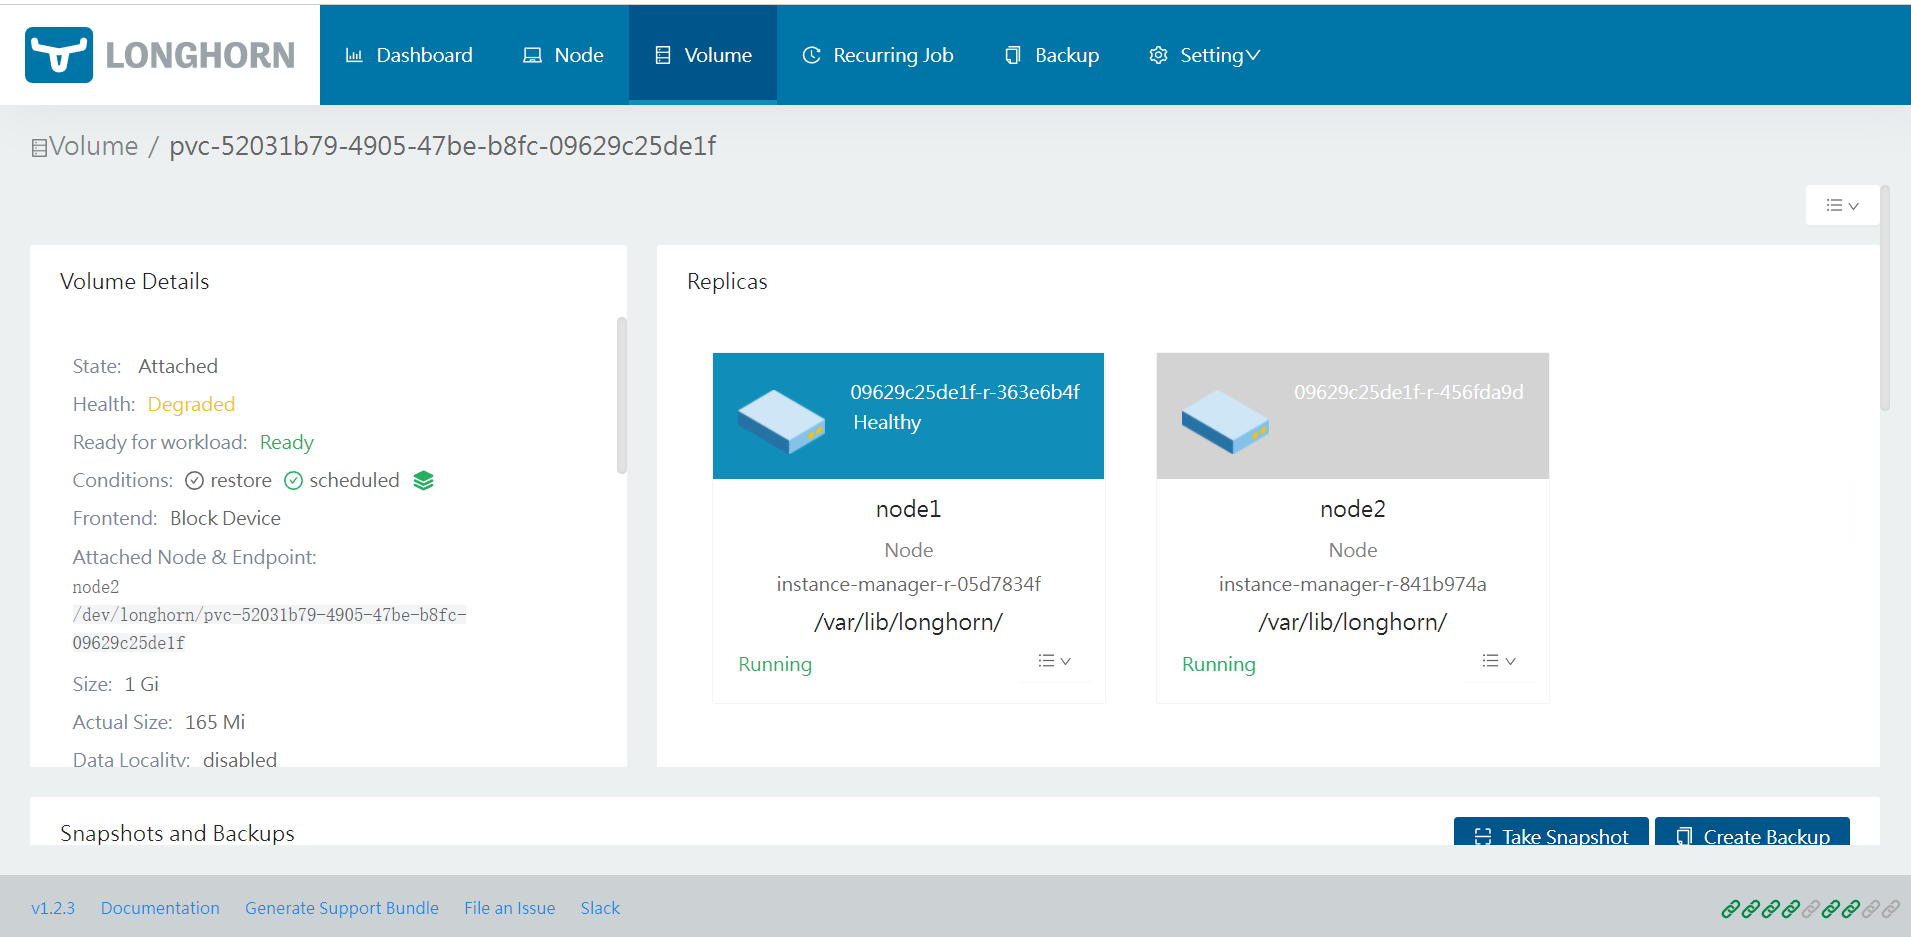 LONGHORN
Dashboard
Node
Volume
Recurring Job
Backup
Setting
Volume / pvc-52031b79-4905-47be-b8fc-09629c25de1f
Volume Details
State: Attached
Health: Degraded
Ready for workload: Ready
Conditions: restore scheduled
Frontend: Block Device
Attached Node & Endpoint:
node2
/dev/longhorn/pvc-52031b79-4905-47be-b8fc-
09629c25de1f
Size: 1 Gi
Actual Size: 165 Mi
Data Locality: disabled
Replicas
09629c25de1f-r-363e6b4f
Healthy
node1
Node
instance-manager-r-05d7834f
/var/lib/longhorn/
Running
09629c25de1f-r-456fda9d
node2
Node
instance-manager-r-841b974a
/var/lib/longhorn/
Running
Snapshots and Backups
Take Snapshot
Create Backup
v1.2.3
Documentation
Generate Support Bundle
File an Issue
Slack